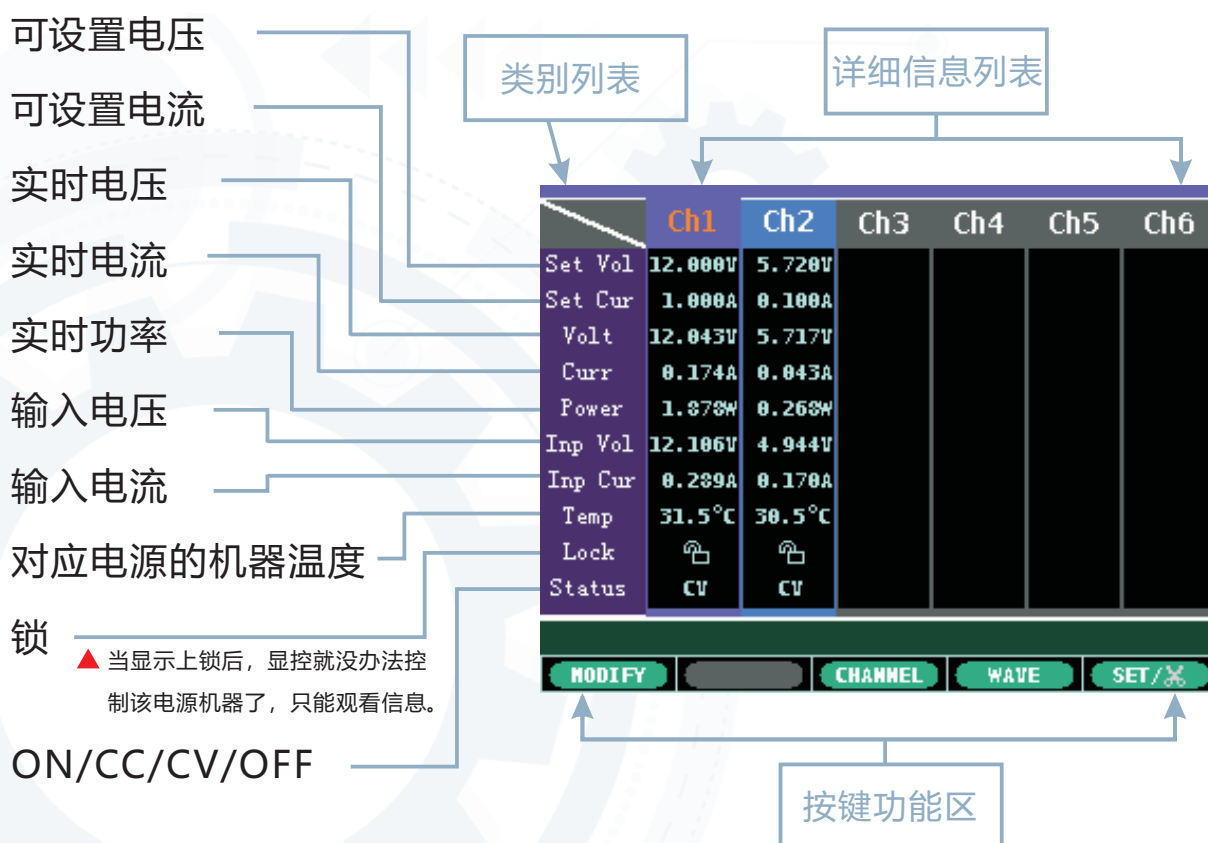 可设置电压
可设置电流
实时电压
实时电流
实时功率
输入电压
输入电流
对应电源的机器温度
锁
▲ 当显示上锁后，显控就没办法控
制该电源机器了，只能观看信息。
ON/CC/CV/OFF
类别列表
详细信息列表
Ch1 Ch2 Ch3 Ch4 Ch5 Ch6
Set Vol 12.000V 5.720V
Set Cur 1.000A 0.100A
Volt 12.043V 5.717V
Curr 0.174A 0.043A
Power 1.878W 0.268W
Inp Vol 12.106V 4.944V
Inp Cur 0.289A 0.170A
Temp 31.5°C 30.5°C
Lock
Status CV CV
MODIFY CHANNEL WAVE SET/
按键功能区